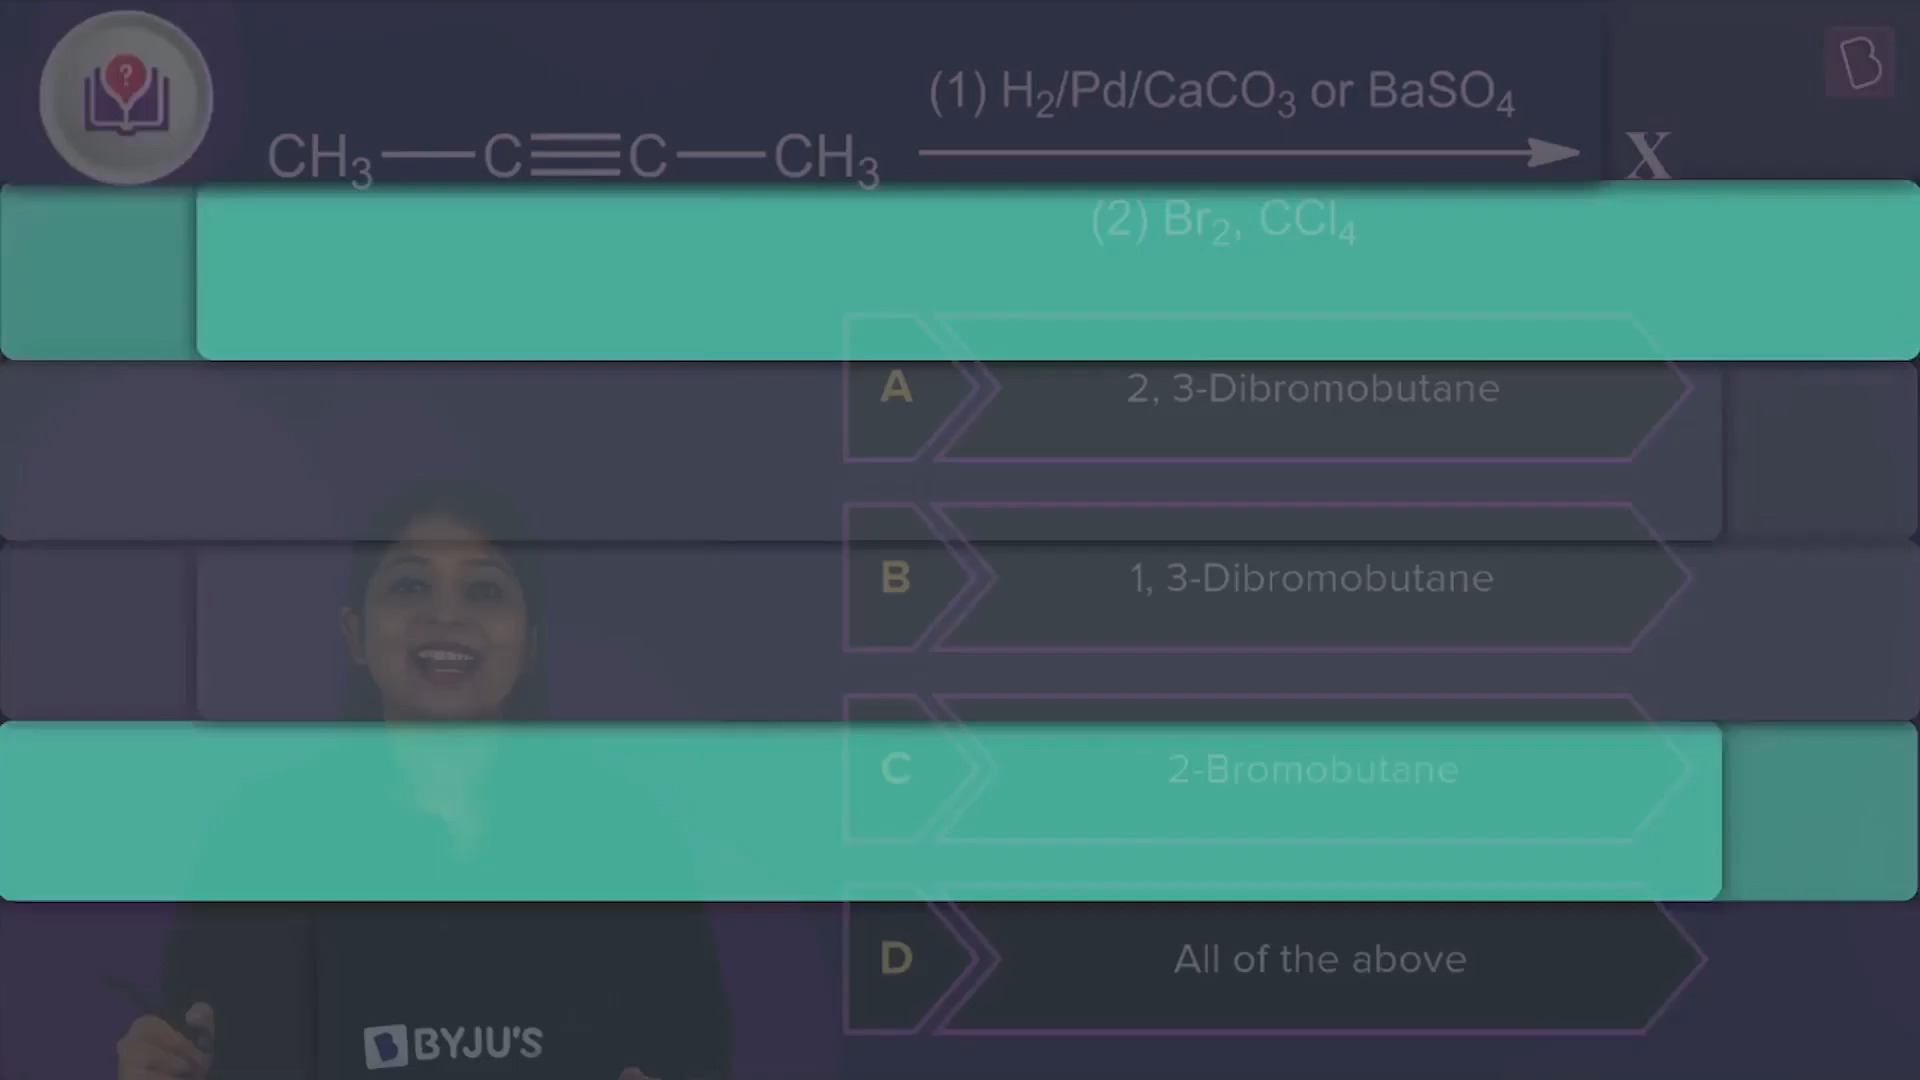 ?
(1) H₂/Pd/CaCO₃ or BaSO₄
CH₃—C≡C—CH₃ → X
(2) Br₂, CCl₄
A 2, 3-Dibromobutane
B 1, 3-Dibromobutane
C 2-Bromobutane
D All of the above
BYJU'S